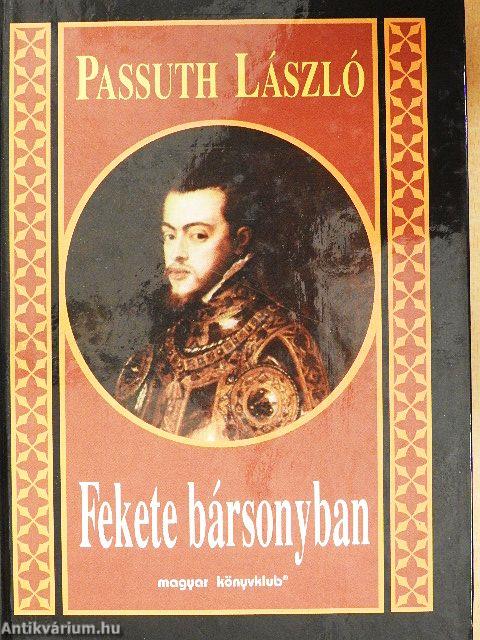 PASSUTH LÁSZLÓ
Fekete bársonyban
magyar könyvklub®
Antikvárium.hu